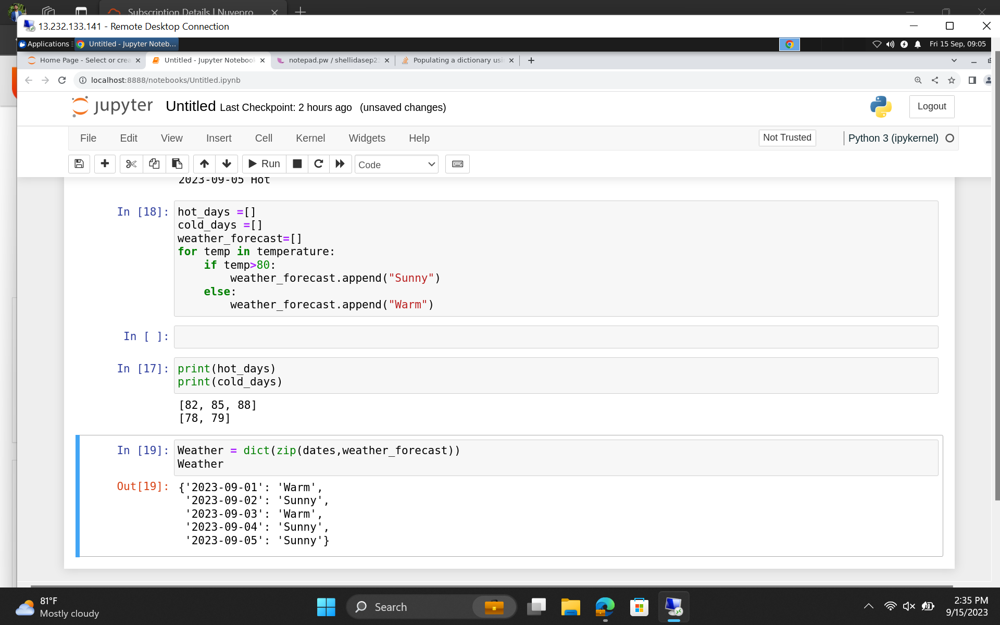 Subscription Details | Nuvepro
13.232.133.141 - Remote Desktop Connection
Applications
Untitled - Jupyter Noteb...
Fri 15 Sep, 09:05
Home Page - Select or crea
Untitled - Jupyter Notebook
notepad.pw / shellidasep23
Populating a dictionary usi
localhost:8888/notebooks/Untitled.ipynb
jupyter Untitled Last Checkpoint: 2 hours ago (unsaved changes)
Logout
File Edit View Insert Cell Kernel Widgets Help
Not Trusted
Python 3 (ipykernel)
Run
Code
2023-09-05 Hot
In [18]: hot_days =[]
cold_days =[]
weather_forecast=[]
for temp in temperature:
    if temp>80:
        weather_forecast.append("Sunny")
    else:
        weather_forecast.append("Warm")
In [ ]:
In [17]: print(hot_days)
print(cold_days)
[82, 85, 88]
[78, 79]
In [19]: Weather = dict(zip(dates,weather_forecast))
Weather
Out[19]: {'2023-09-01': 'Warm',
 '2023-09-02': 'Sunny',
 '2023-09-03': 'Warm',
 '2023-09-04': 'Sunny',
 '2023-09-05': 'Sunny'}
81°F
Mostly cloudy
Search
2:35 PM
9/15/2023